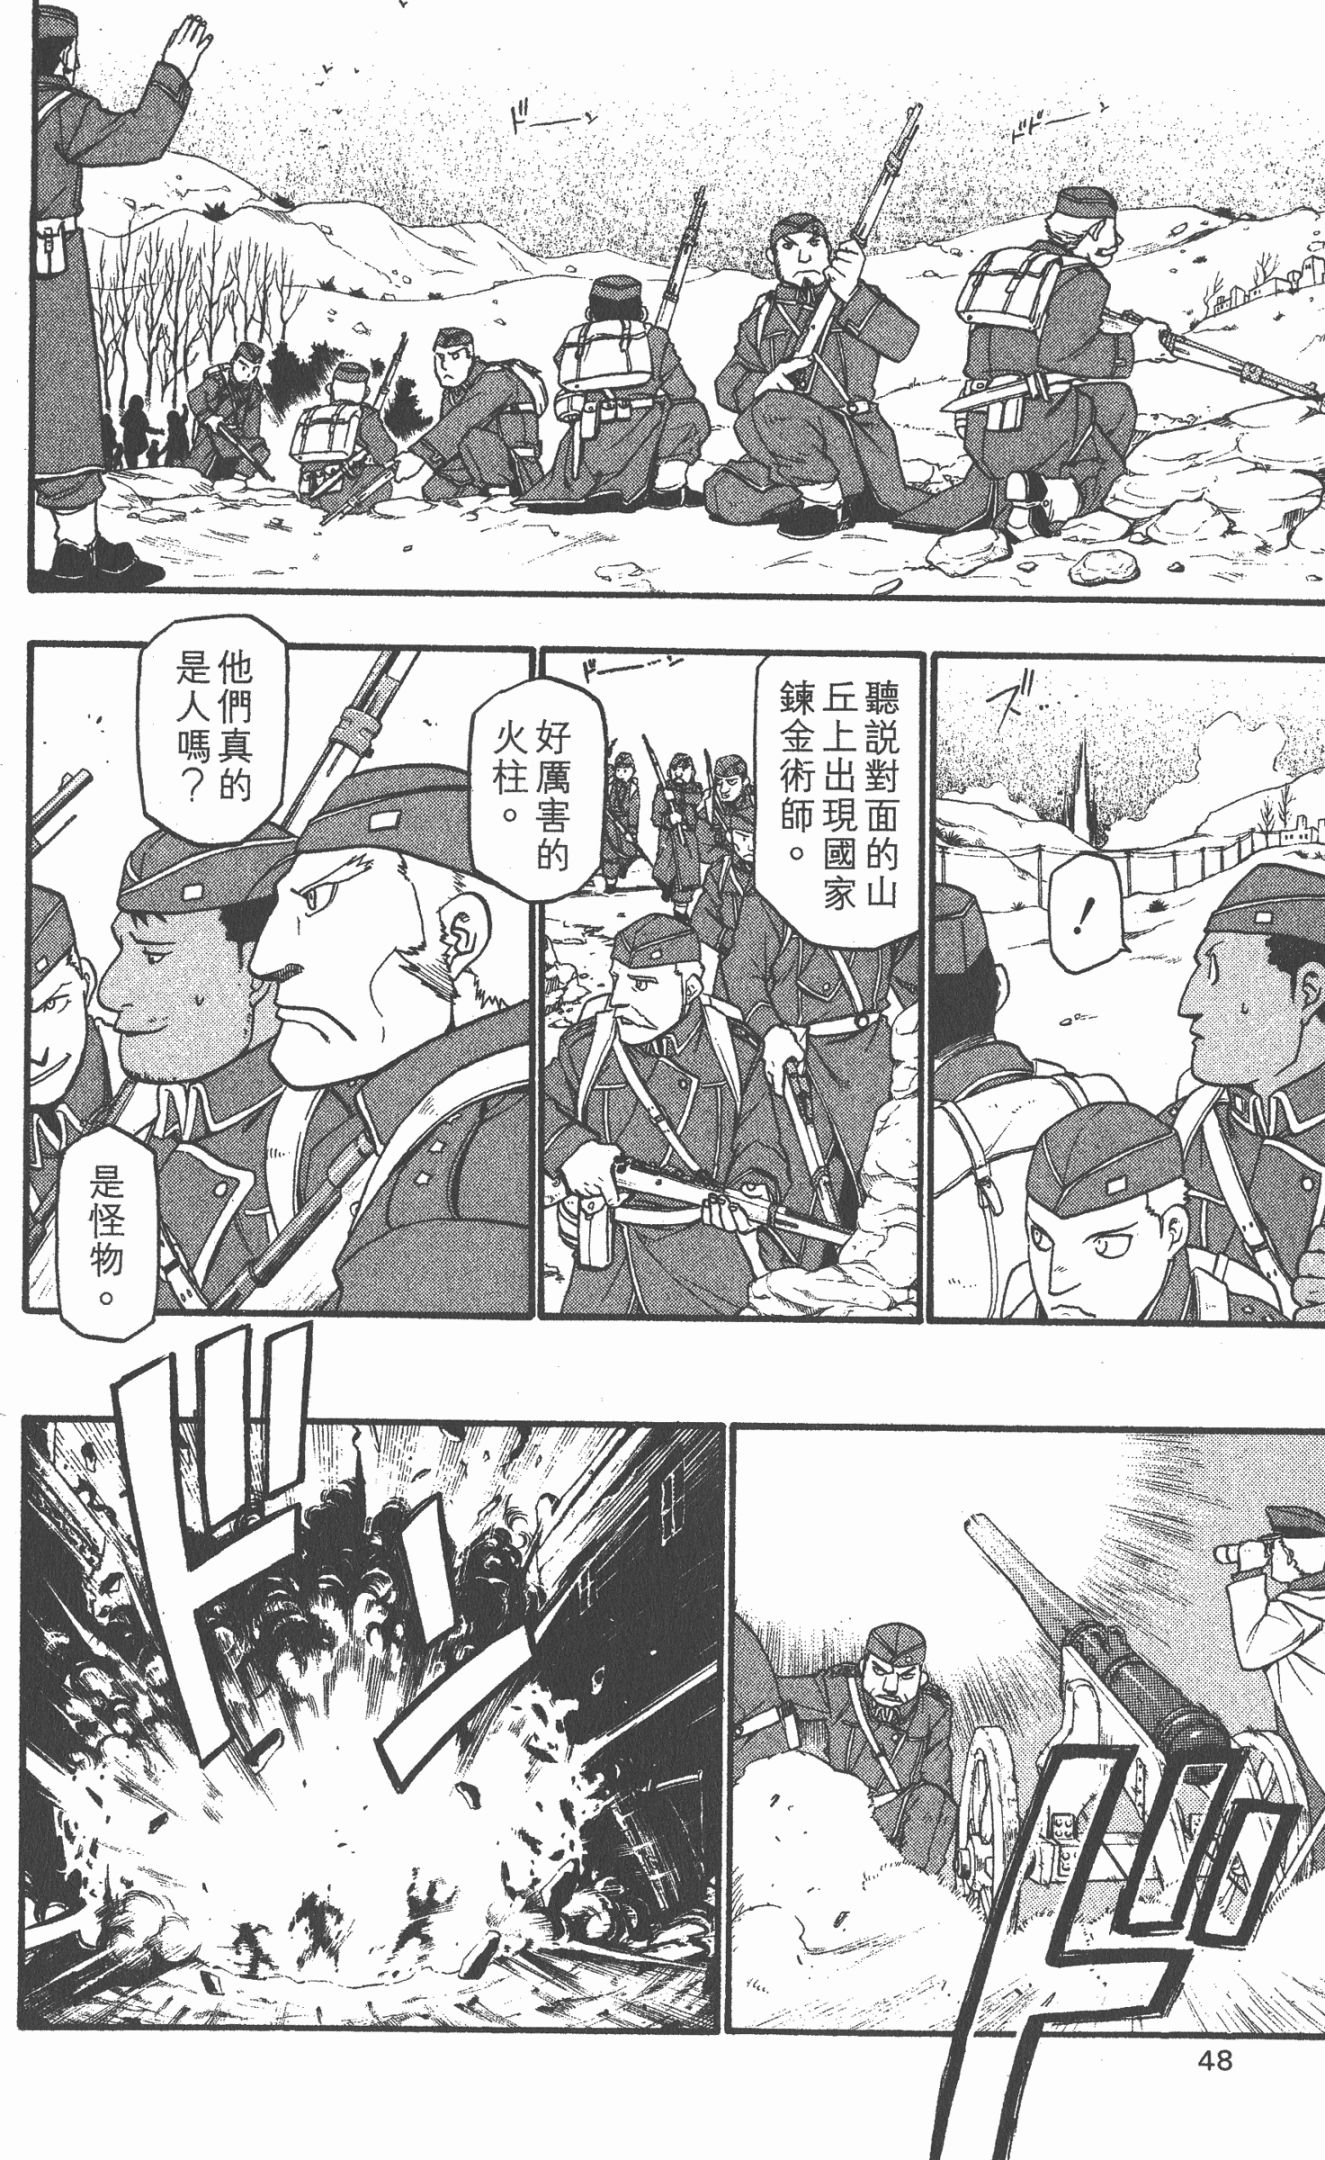 ドーン
ドドーン
ズ…
！
聽説對面的山
丘上出現國家
鍊金術師。
ドーン
好厲害的
火柱。
他們真的
是人嗎？
是怪物。
ドン
ドン
48